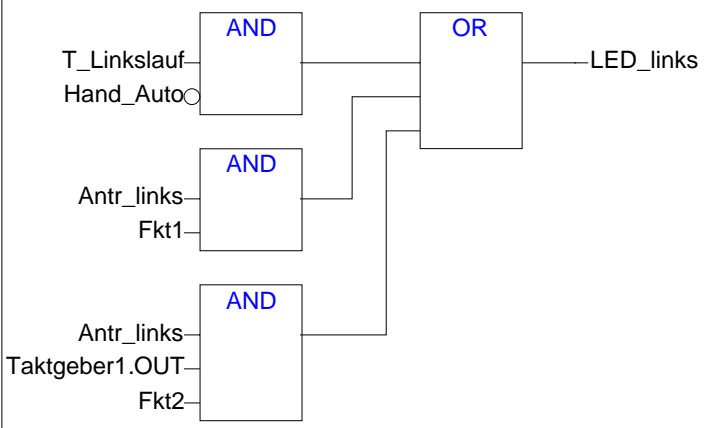 AND
OR
T_Linkslauf
LED_links
Hand_Auto
AND
Antr_links
Fkt1
AND
Antr_links
Taktgeber1.OUT
Fkt2